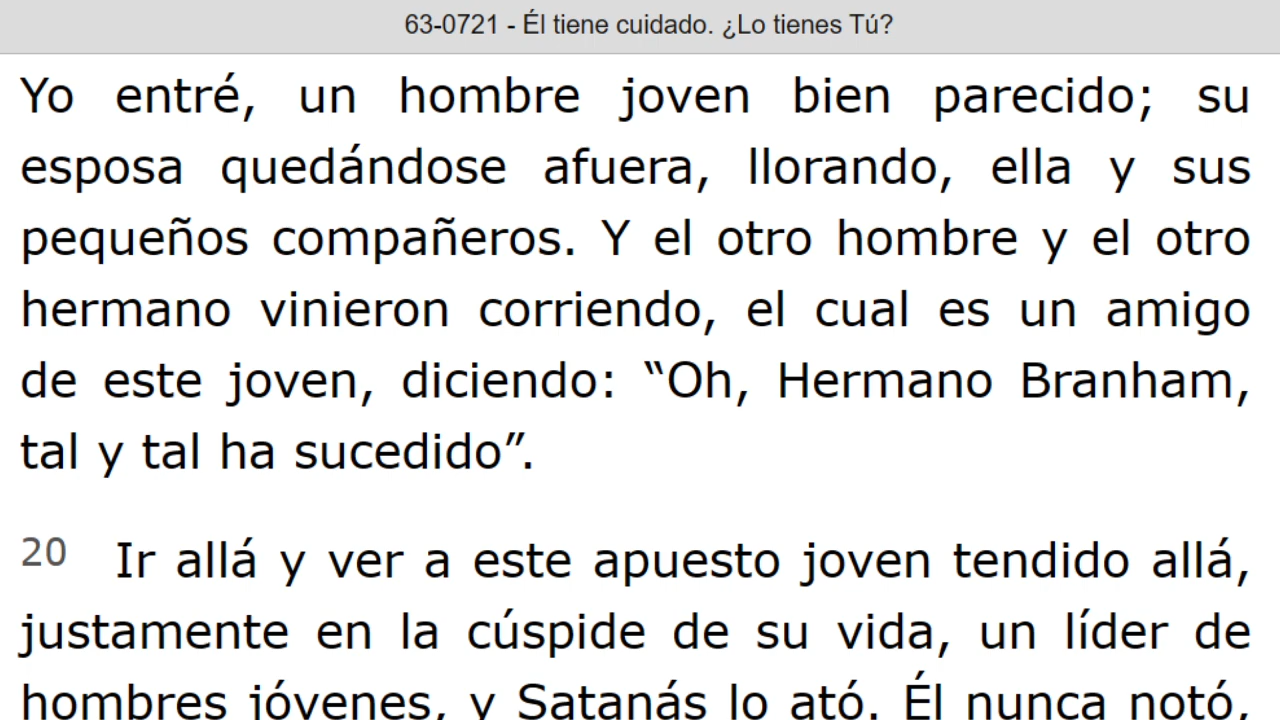 63-0721 - Él tiene cuidado. ¿Lo tienes Tú?
Yo entré, un hombre joven bien parecido; su
esposa quedándose afuera, llorando, ella y sus
pequeños compañeros. Y el otro hombre y el otro
hermano vinieron corriendo, el cual es un amigo
de este joven, diciendo: “Oh, Hermano Branham,
tal y tal ha sucedido”.
20 Ir allá y ver a este apuesto joven tendido allá,
justamente en la cúspide de su vida, un líder de
hombres jóvenes, y Satanás lo ató. Él nunca notó,